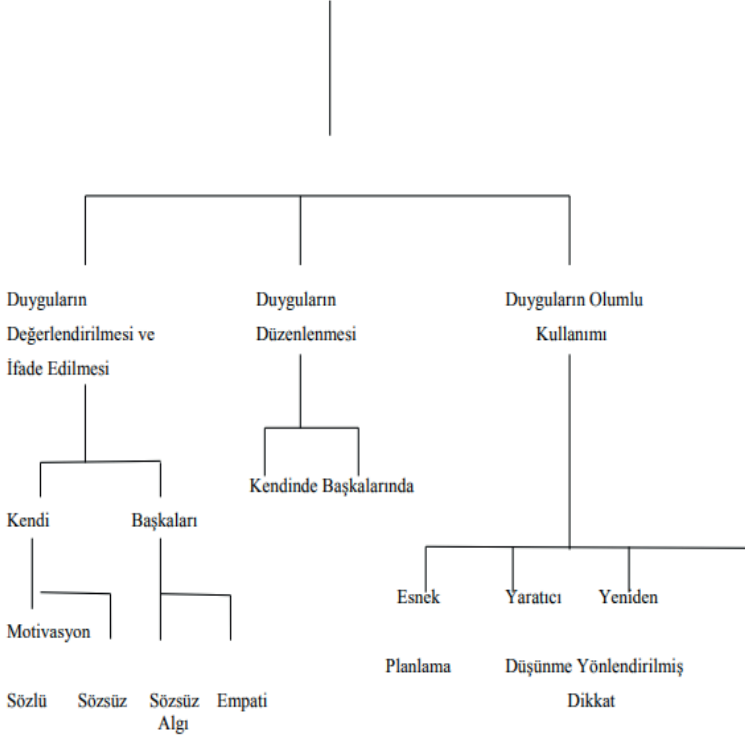 Duyguların
Değerlendirilmesi ve
İfade Edilmesi
Duyguların
Düzenlenmesi
Duyguların Olumlu
Kullanımı
Kendinde Başkalarında
Kendi Başkaları
Esnek Yaratıcı Yeniden
Motivasyon
Planlama Düşünme Yönlendirilmiş
Dikkat
Sözlü Sözsüz Sözsüz Empati
Algı